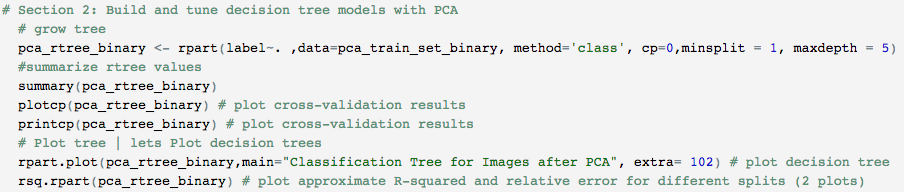 # Section 2: Build and tune decision tree models with PCA
# grow tree
pca_rtree_binary <- rpart(label~. ,data=pca_train_set_binary, method='class', cp=0,minsplit = 1, maxdepth = 5)
#summarize rtree values
summary(pca_rtree_binary)
plotcp(pca_rtree_binary) # plot cross-validation results
printcp(pca_rtree_binary) # plot cross-validation results
# Plot tree | lets Plot decision trees
rpart.plot(pca_rtree_binary,main="Classification Tree for Images after PCA", extra= 102) # plot decision tree
rsq.rpart(pca_rtree_binary) # plot approximate R-squared and relative error for different splits (2 plots)